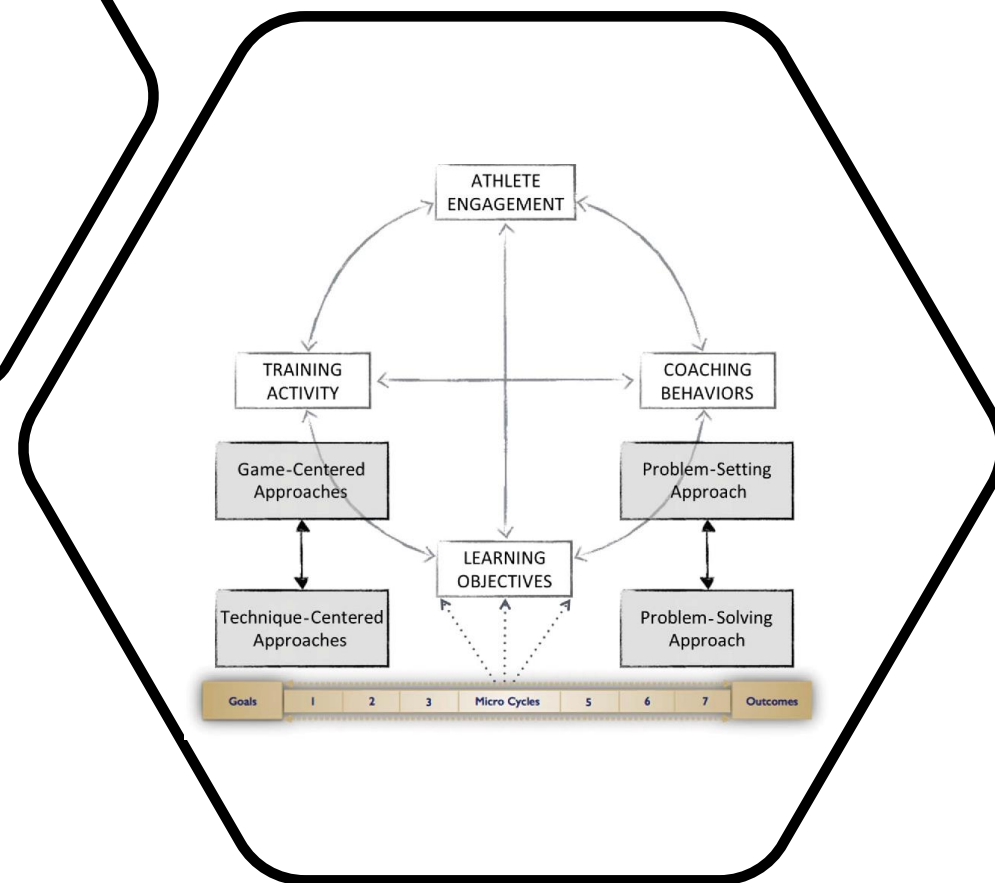 ATHLETE
ENGAGEMENT
TRAINING
ACTIVITY
COACHING
BEHAVIORS
Game-Centered
Approaches
Problem-Setting
Approach
LEARNING
OBJECTIVES
Technique-Centered
Approaches
Problem-Solving
Approach
Goals 1 2 3 Micro Cycles 5 6 7 Outcomes